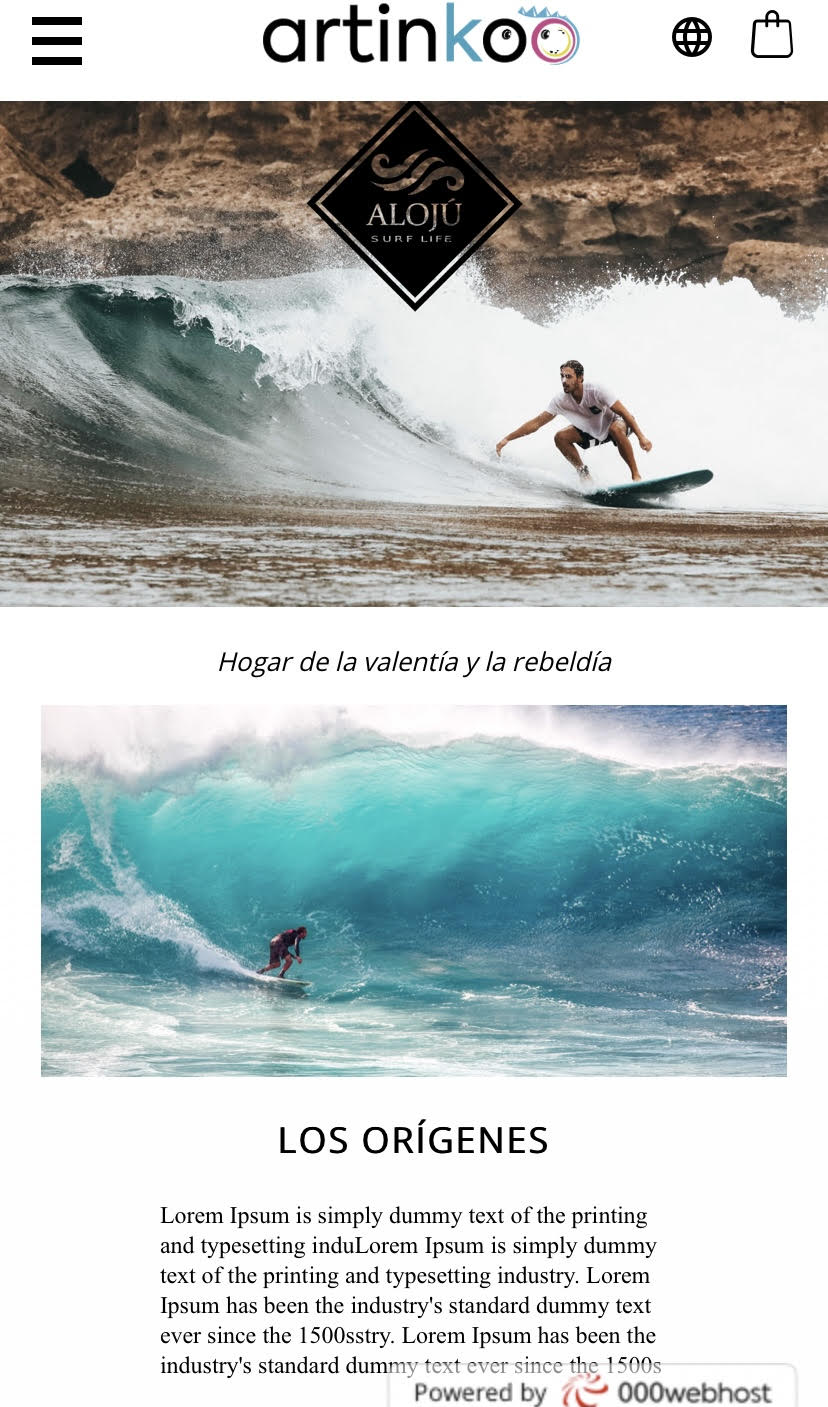 artinkoo
ALOJÚ
SURF LIFE
Hogar de la valentía y la rebeldía
LOS ORÍGENES
Lorem Ipsum is simply dummy text of the printing
and typesetting induLorem Ipsum is simply dummy
text of the printing and typesetting industry. Lorem
Ipsum has been the industry's standard dummy text
ever since the 1500sstry. Lorem Ipsum has been the
industry's standard dummy text ever since the 1500s
Powered by 000webhost